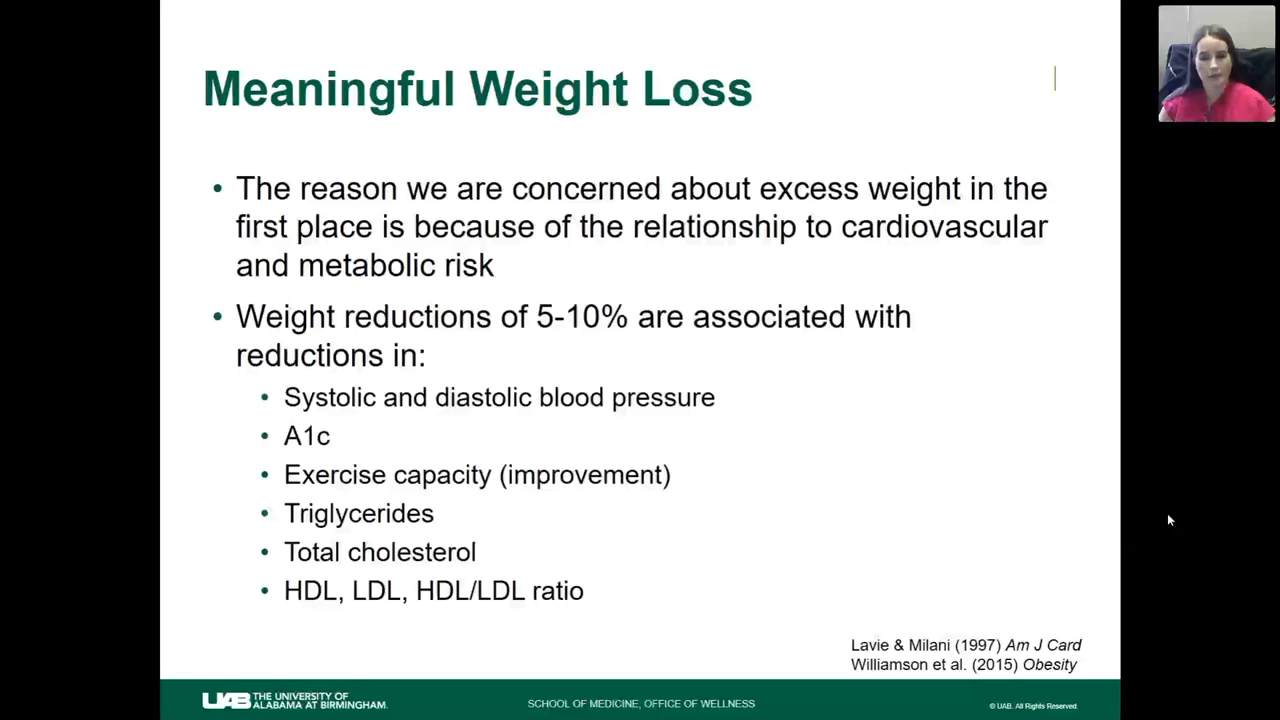 Meaningful Weight Loss
• The reason we are concerned about excess weight in the
first place is because of the relationship to cardiovascular
and metabolic risk
• Weight reductions of 5-10% are associated with
reductions in:
• Systolic and diastolic blood pressure
• A1c
• Exercise capacity (improvement)
• Triglycerides
• Total cholesterol
• HDL, LDL, HDL/LDL ratio
Lavie & Milani (1997) Am J Card
Williamson et al. (2015) Obesity
UAB THE UNIVERSITY OF
ALABAMA AT BIRMINGHAM.
SCHOOL OF MEDICINE, OFFICE OF WELLNESS
© UAB. All Rights Reserved.